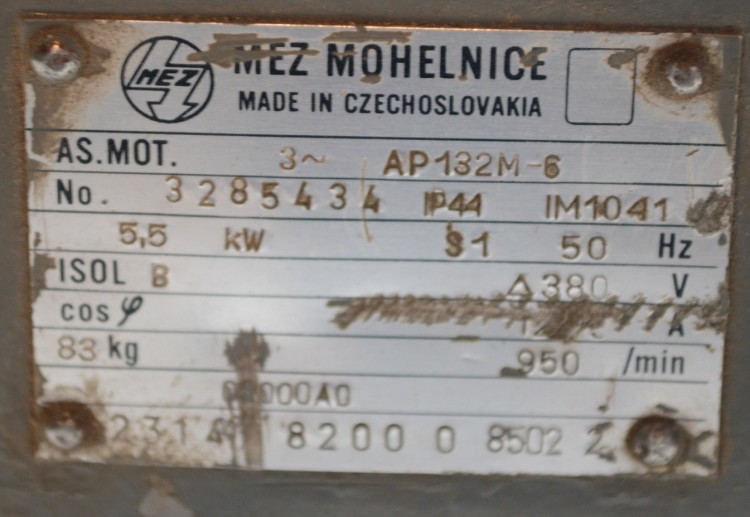 MEZ MEZ MOHELNICE
MADE IN CZECHOSLOVAKIA
AS.MOT. 3~ AP132M-6
No. 3285434 IP44 IM1041
5,5 kW S1 50 Hz
ISOL B Δ380 V
cos φ A
83 kg 950 /min
8200 0 8502 2